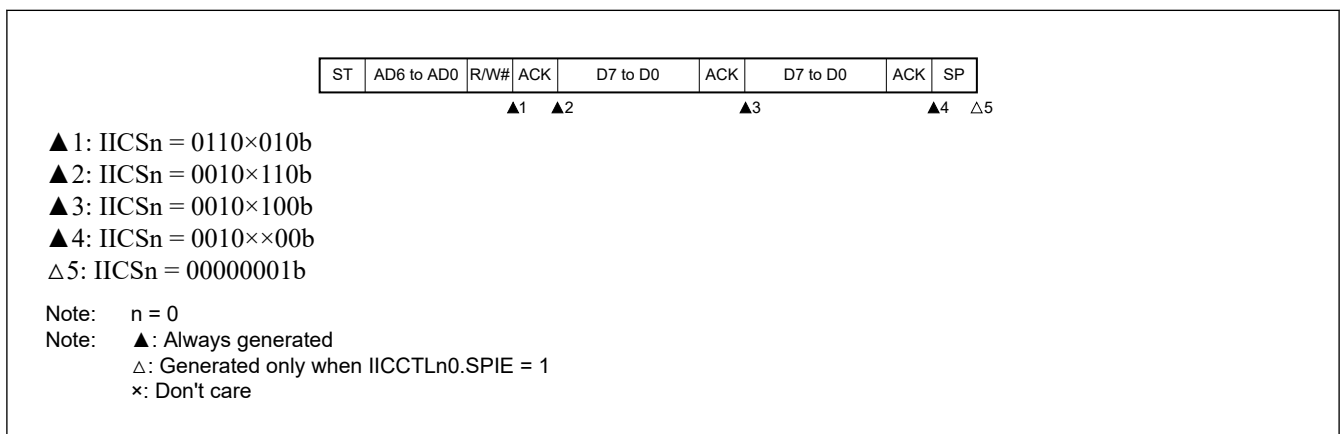 ST AD6 to AD0 R/W# ACK D7 to D0 ACK D7 to D0 ACK SP
▲1 ▲2 ▲3 ▲4 △5
▲1: IICSn = 0110×010b
▲2: IICSn = 0010×110b
▲3: IICSn = 0010×100b
▲4: IICSn = 0010××00b
△5: IICSn = 00000001b
Note: n = 0
Note: ▲: Always generated
△: Generated only when IICCTLn0.SPIE = 1
×: Don't care